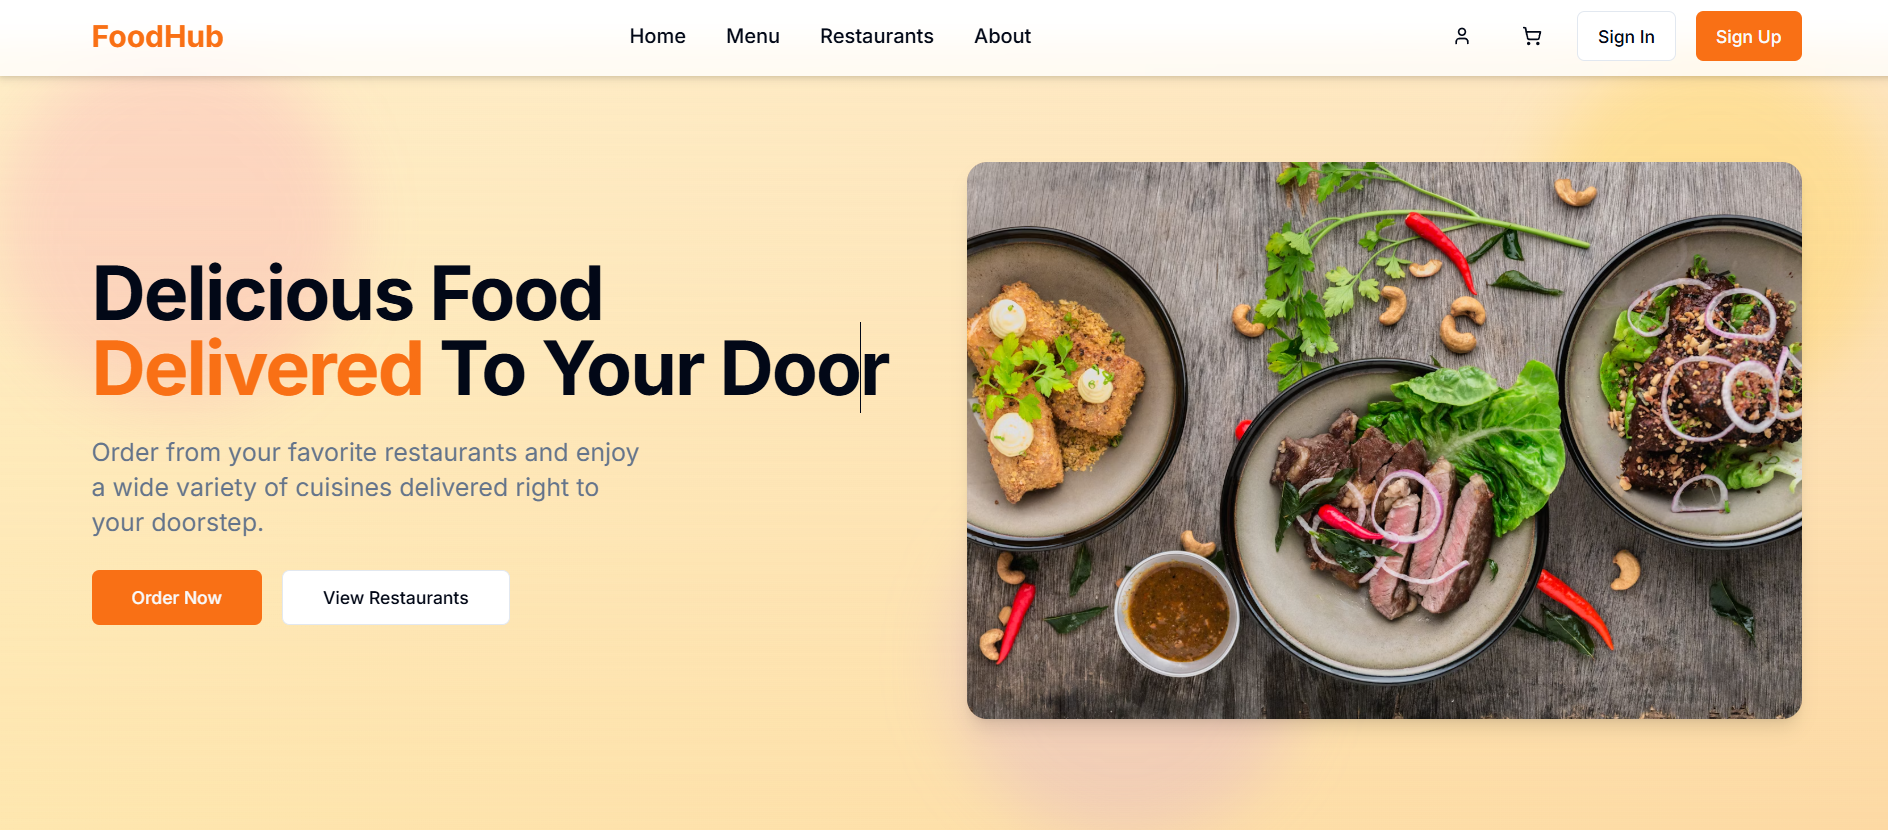 FoodHub
Home
Menu
Restaurants
About
Sign In
Sign Up
Delicious Food
Delivered To Your Door
Order from your favorite restaurants and enjoy
a wide variety of cuisines delivered right to
your doorstep.
Order Now
View Restaurants